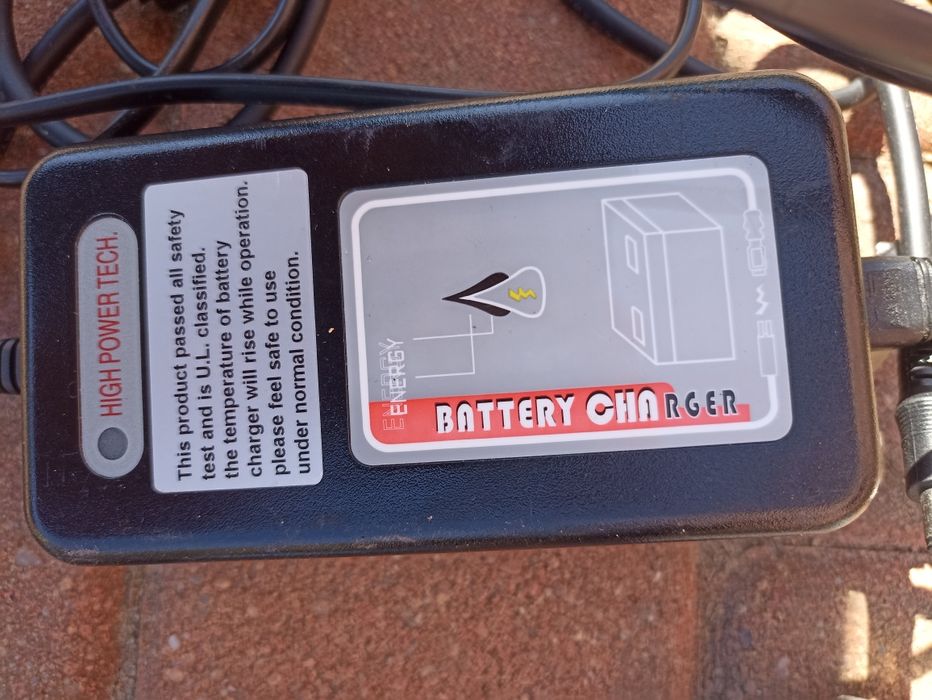 HIGH POWER TECH.
This product passed all safety
test and is U.L. classified.
the temperature of battery
charger will rise while operation.
please feel safe to use
under normal condition.
ENERGY
ENERGY
BATTERY CHARGER